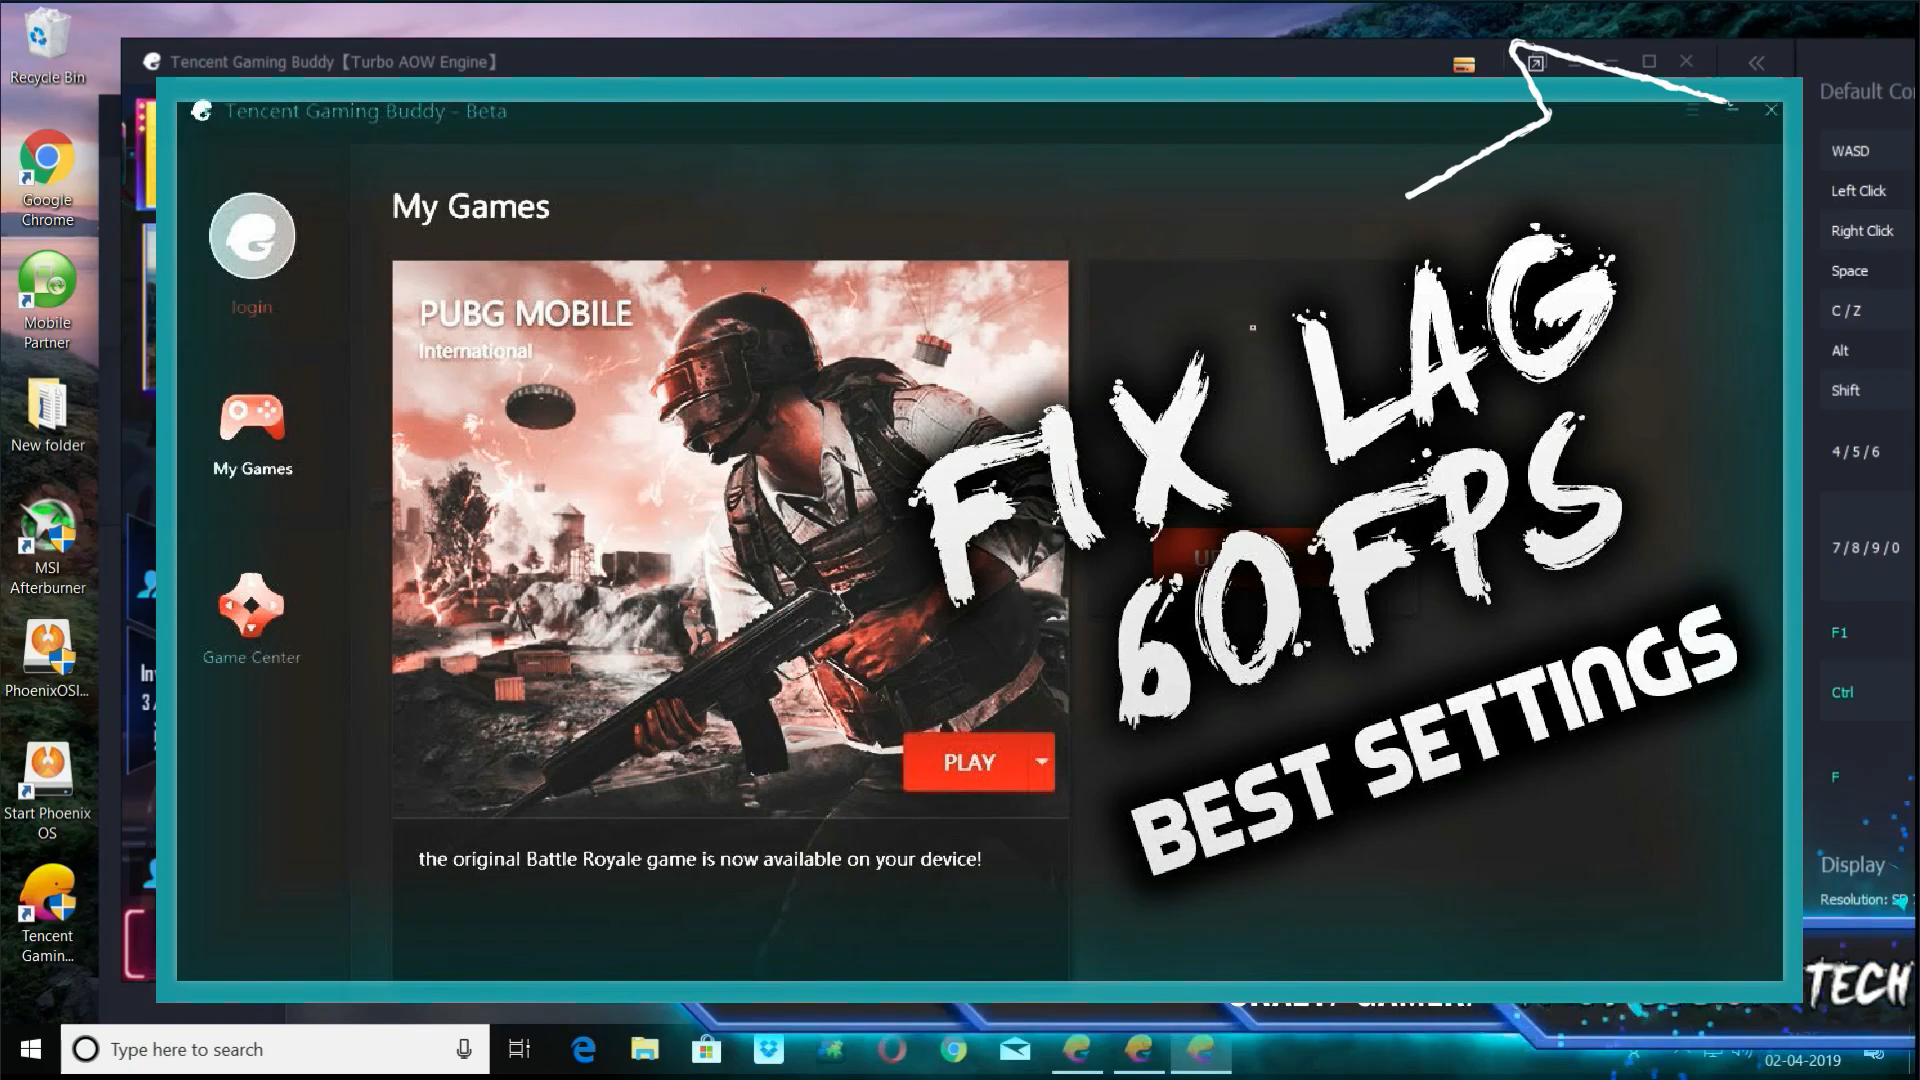 Recycle Bin
Google
Chrome
Mobile
Partner
New folder
MSI
Afterburner
PhoenixOSI...
Start Phoenix
OS
Tencent
Gamin...
Tencent Gaming Buddy【Turbo AOW Engine】
Tencent Gaming Buddy - Beta
login
My Games
Game Center
My Games
PUBG MOBILE
International
PLAY
the original Battle Royale game is now available on your device!
FIX LAG
60FPS
BEST SETTINGS
Default Co
WASD
Left Click
Right Click
Space
C / Z
Alt
Shift
4 / 5 / 6
7 / 8 / 9 / 0
F1
Ctrl
F
Display
Resolution:
TECH
Type here to search
02-04-2019